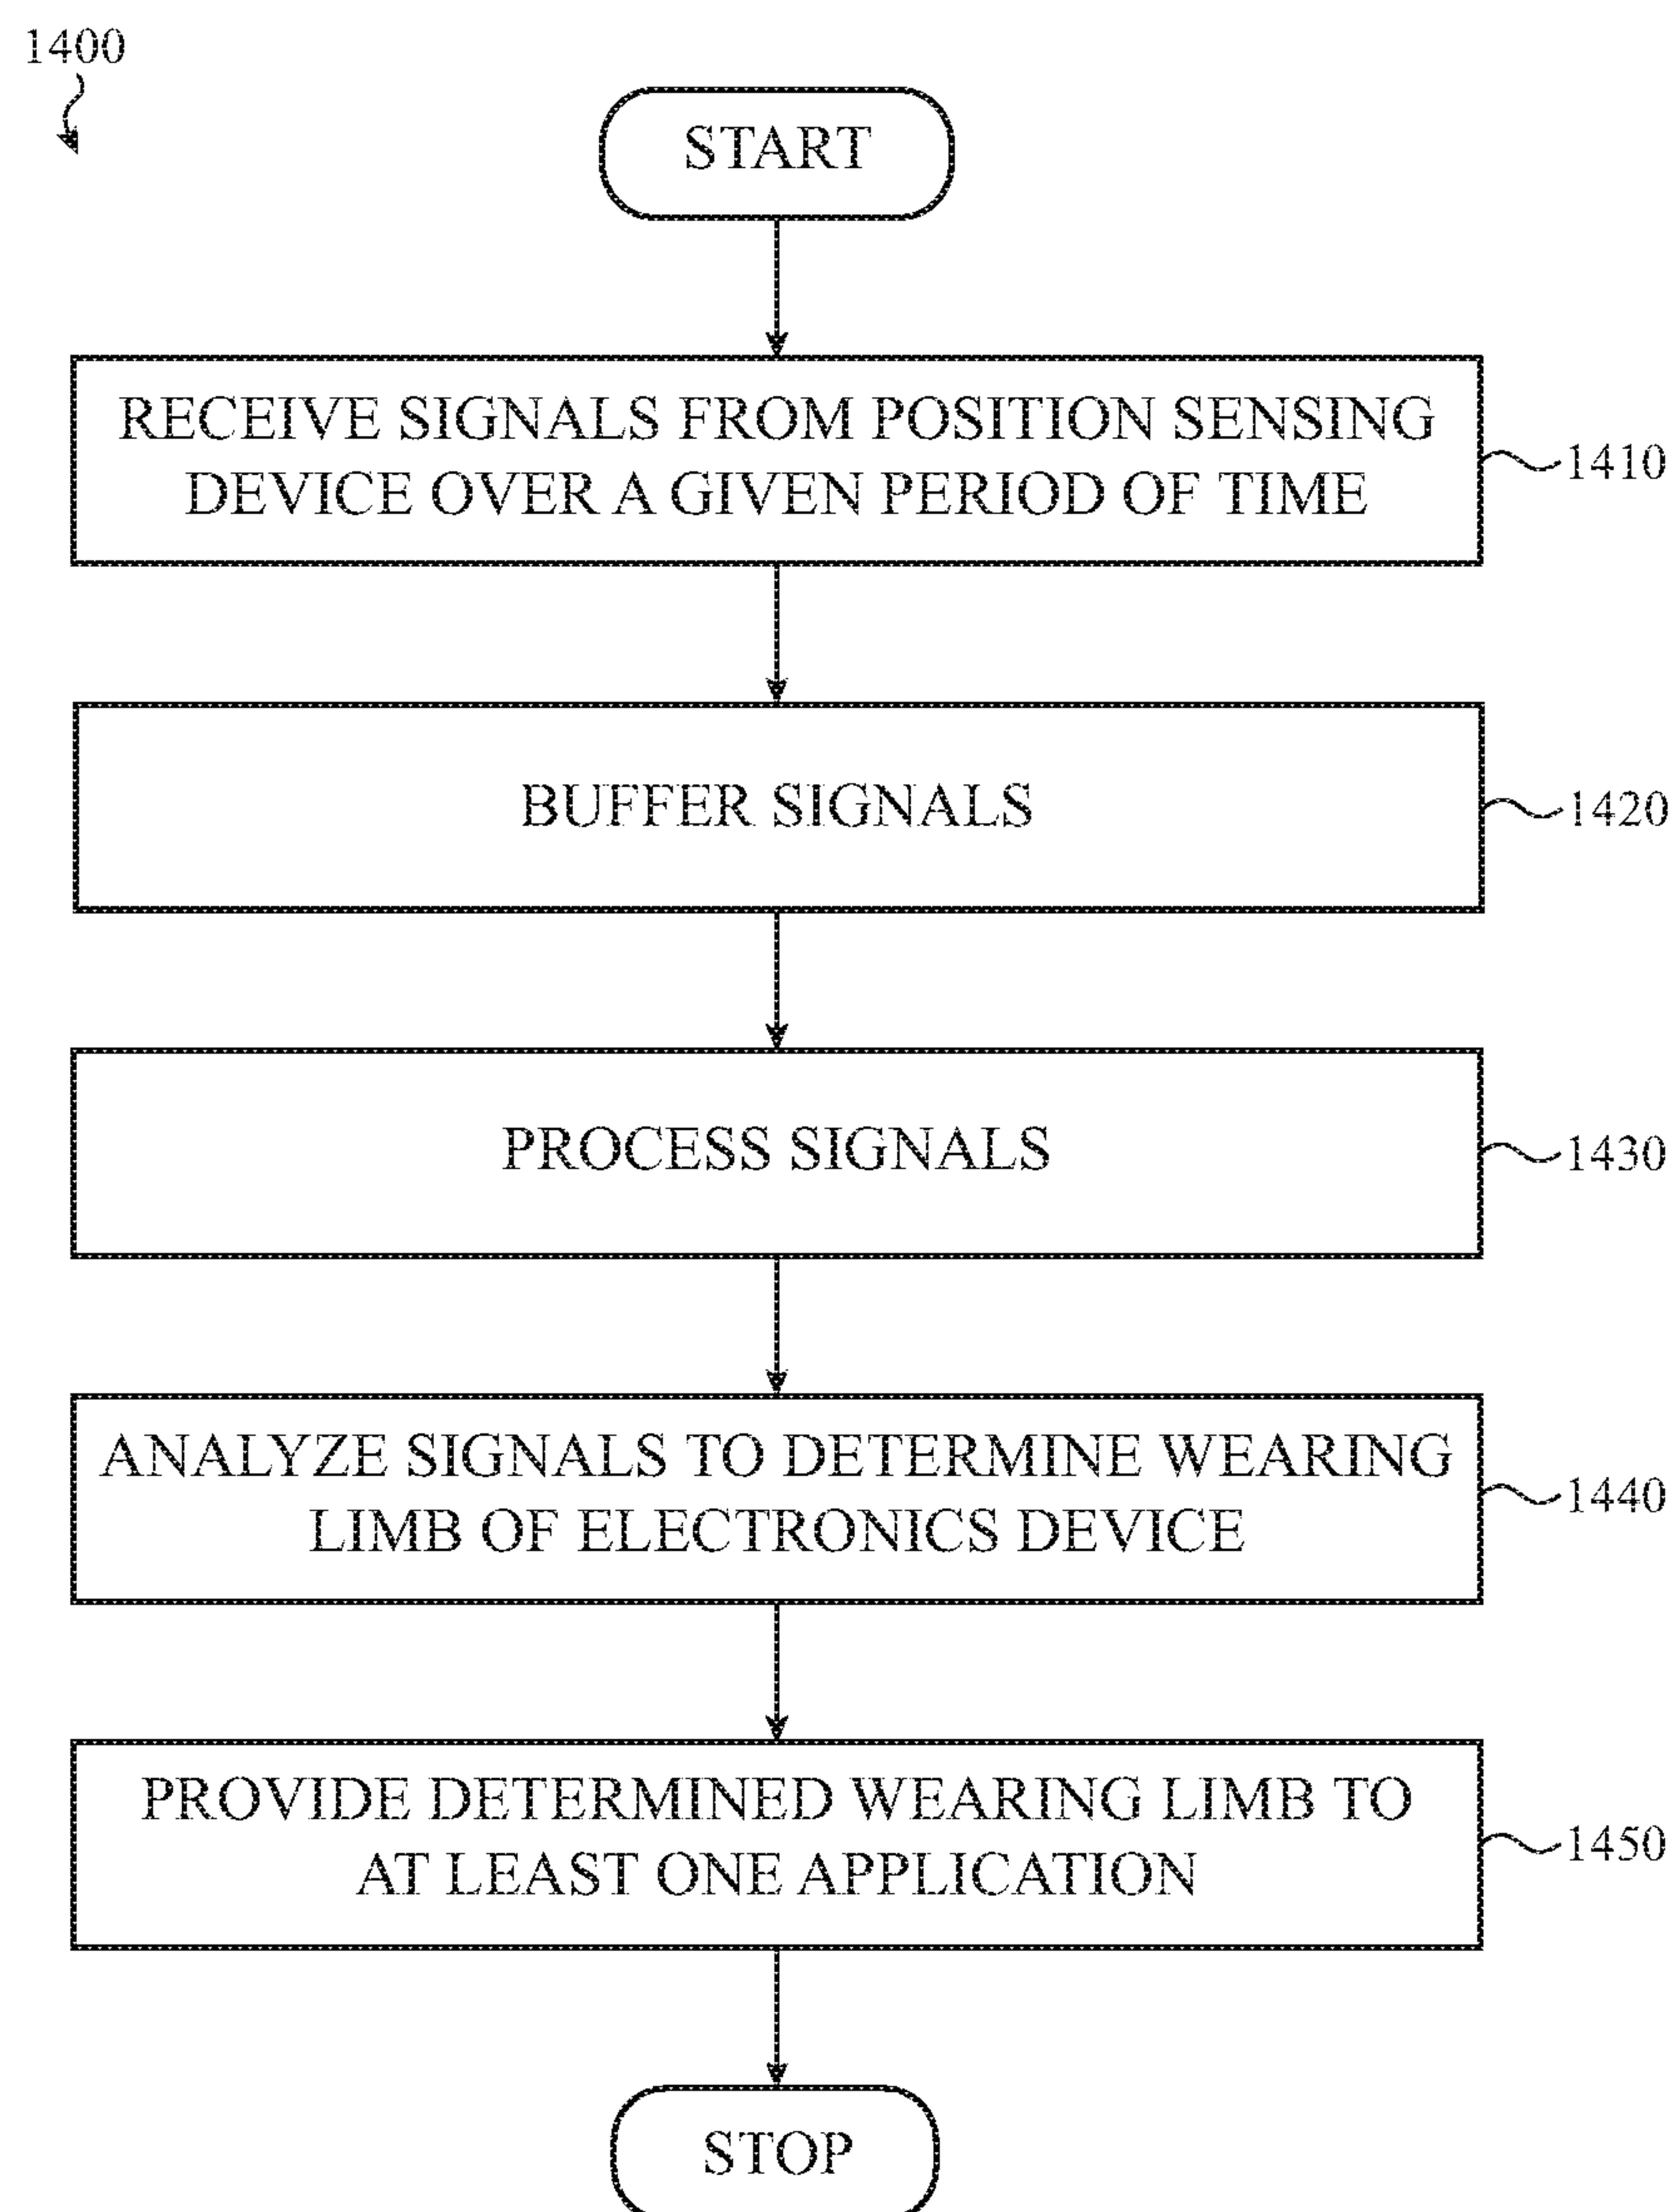 1400
START
RECEIVE SIGNALS FROM POSITION SENSING
DEVICE OVER A GIVEN PERIOD OF TIME
1410
BUFFER SIGNALS
1420
PROCESS SIGNALS
1430
ANALYZE SIGNALS TO DETERMINE WEARING
LIMB OF ELECTRONICS DEVICE
1440
PROVIDE DETERMINED WEARING LIMB TO
AT LEAST ONE APPLICATION
1450
STOP